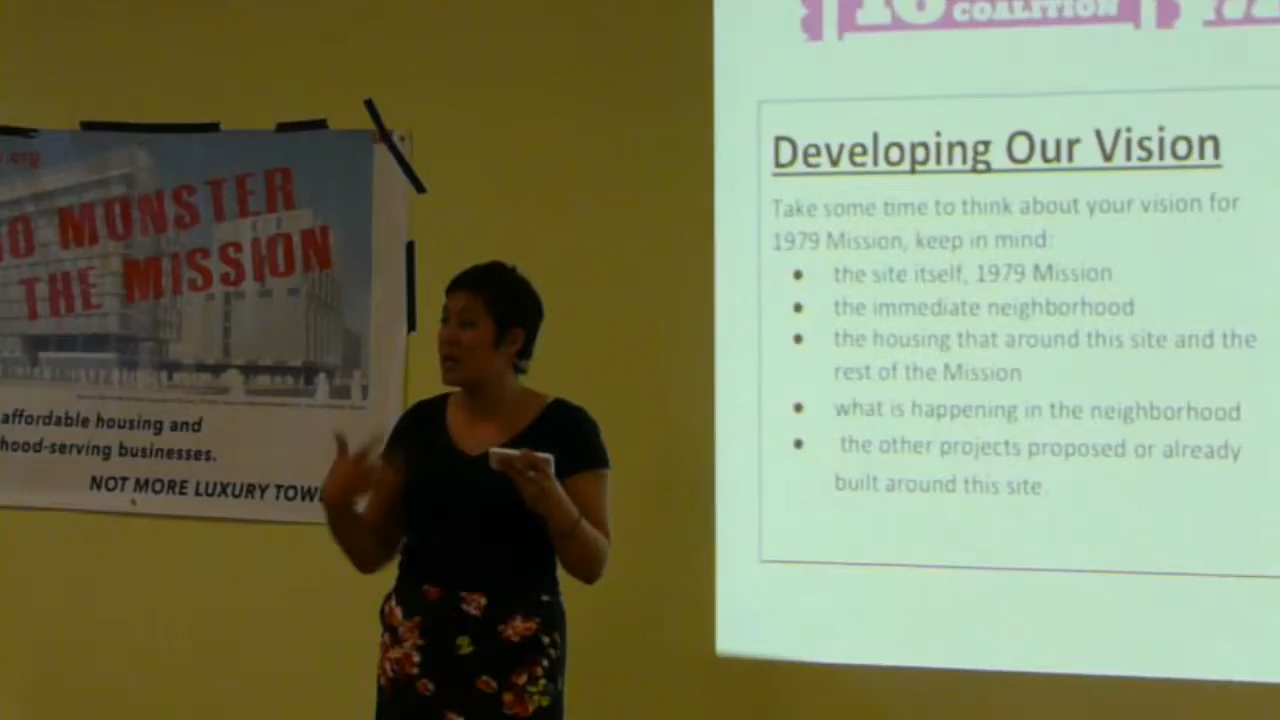 MONSTER
THE MISSION
affordable housing and
hood-serving businesses.
NOT MORE LUXURY TOW
16
COALITION
Developing Our Vision
Take some time to think about your vision for
1979 Mission, keep in mind:
• the site itself, 1979 Mission
• the immediate neighborhood
• the housing that around this site and the
rest of the Mission
• what is happening in the neighborhood
• the other projects proposed or already
built around this site.